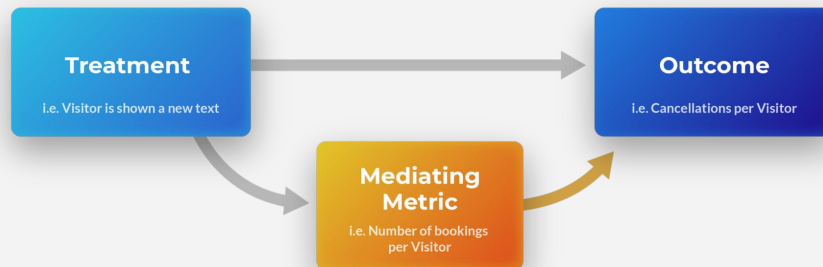 Treatment
i.e. Visitor is shown a new text
Outcome
i.e. Cancellations per Visitor
Mediating
Metric
i.e. Number of bookings
per Visitor